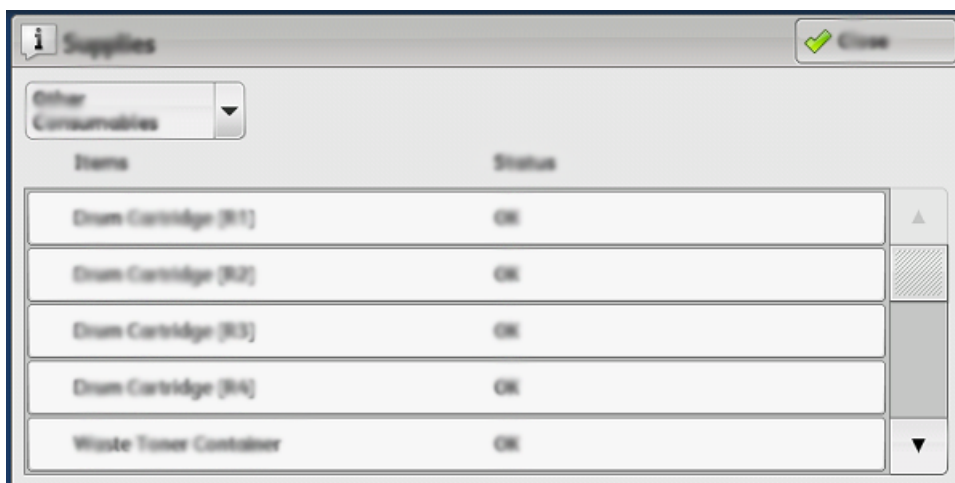 Supplies
Close
Other
Consumables
Items Status
Drum Cartridge [R1] OK
Drum Cartridge [R2] OK
Drum Cartridge [R3] OK
Drum Cartridge [R4] OK
Waste Toner Container OK